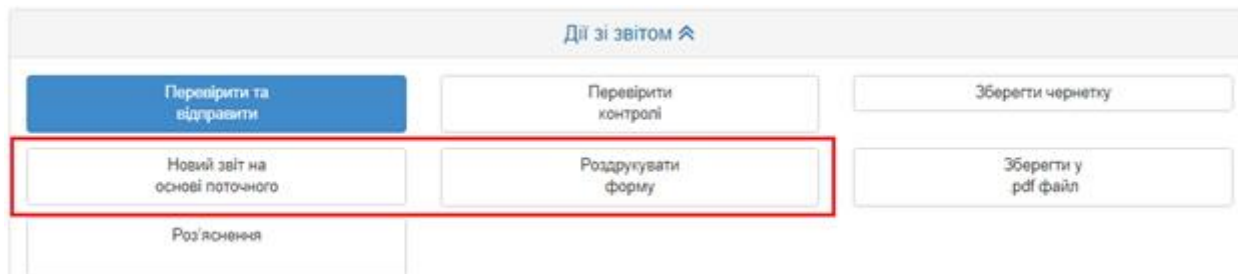 Дії зі звітом
Перевірити та
відправити
Перевірити
контролі
Зберегти чернетку
Новий звіт на
основі поточного
Роздрукувати
форму
Зберегти у
pdf файл
Роз'яснення